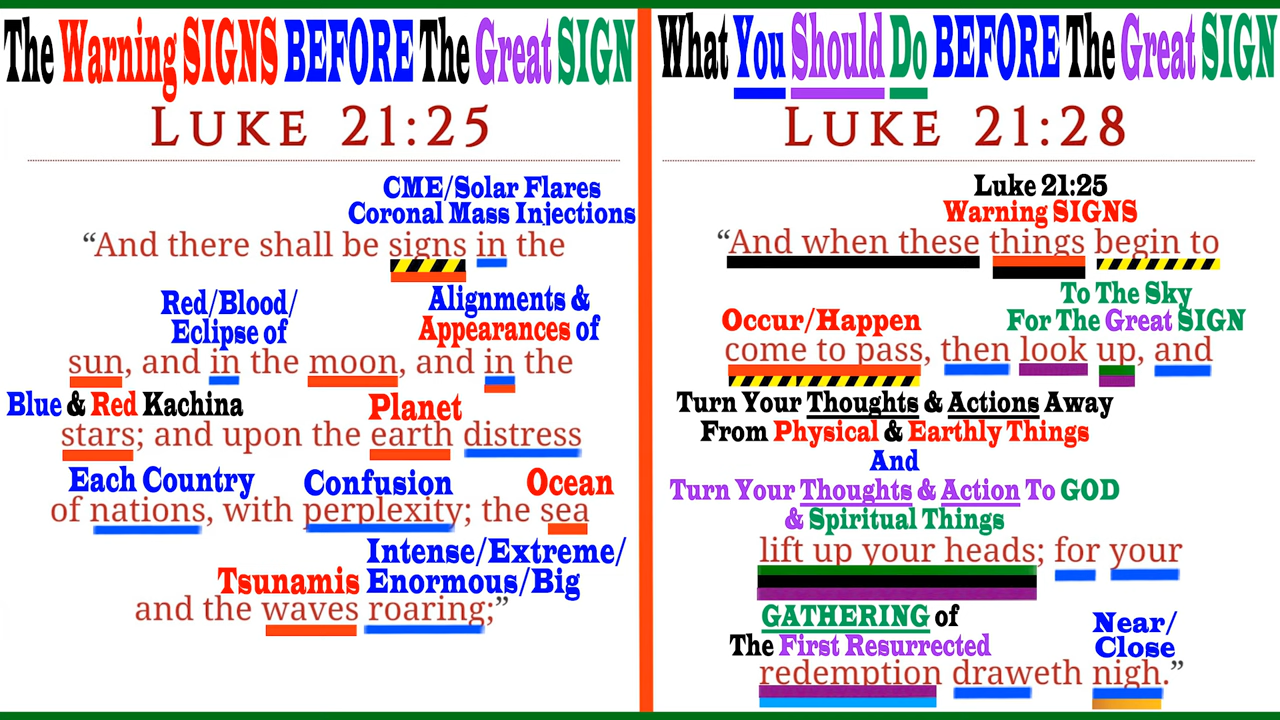 The Warning SIGNS BEFORE The Great SIGN
LUKE 21:25
CME/Solar Flares
Coronal Mass Injections
“And there shall be signs in the
Red/Blood/
Eclipse of
Alignments &
Appearances of
sun, and in the moon, and in the
Blue & Red Kachina
Planet
stars; and upon the earth distress
Each Country
Confusion
Ocean
of nations, with perplexity; the sea
Intense/Extreme/
Tsunamis Enormous/Big
and the waves roaring;”
What You Should Do BEFORE The Great SIGN
LUKE 21:28
Luke 21:25
Warning SIGNS
“And when these things begin to
To The Sky
Occur/Happen
For The Great SIGN
come to pass, then look up, and
Turn Your Thoughts & Actions Away
From Physical & Earthly Things
And
Turn Your Thoughts & Action To GOD
& Spiritual Things
lift up your heads; for your
GATHERING of
The First Resurrected
Near/
Close
redemption draweth nigh.”